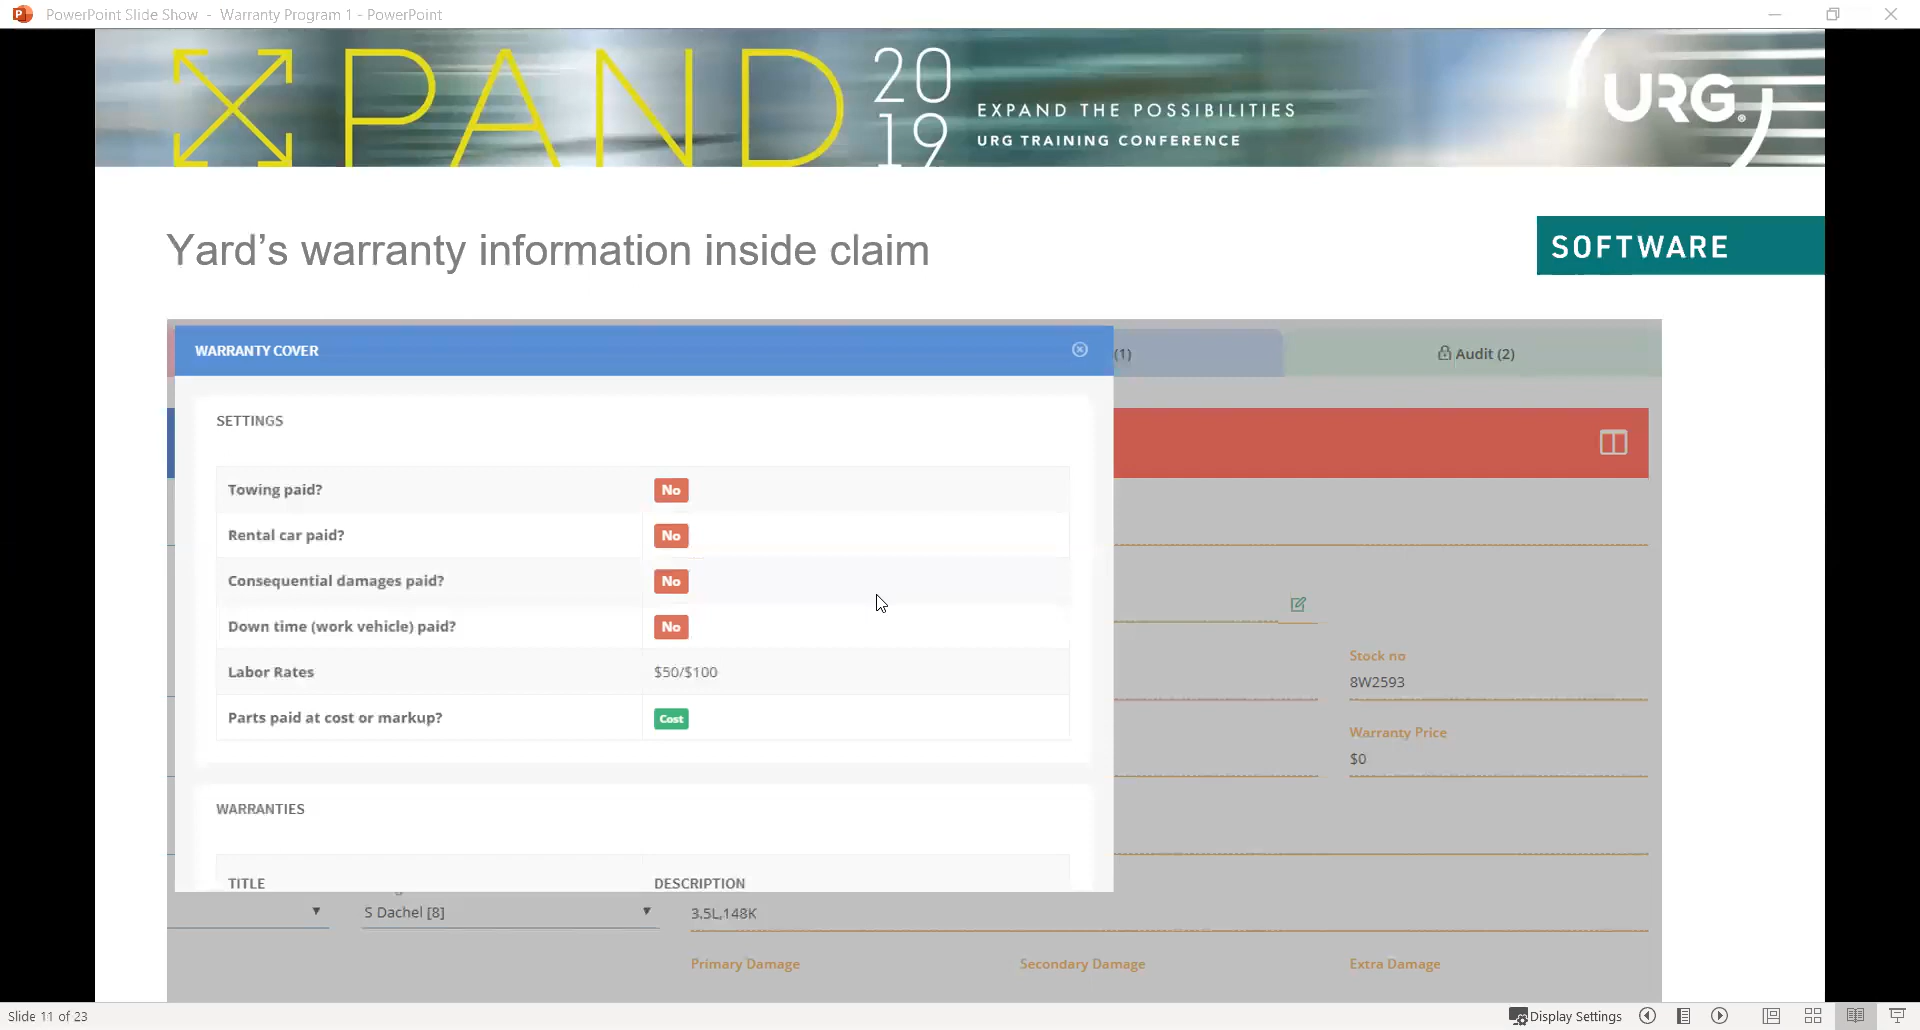 PowerPoint Slide Show - Warranty Program 1 - PowerPoint
XPAND
20
19
EXPAND THE POSSIBILITIES
URG TRAINING CONFERENCE
URG®
Yard’s warranty information inside claim
SOFTWARE
WARRANTY COVER
(1)
Audit (2)
SETTINGS
Towing paid? No
Rental car paid? No
Consequential damages paid? No
Down time (work vehicle) paid? No
Labor Rates $50/$100
Parts paid at cost or markup? Cost
Stock no
8W2593
Warranty Price
$0
WARRANTIES
TITLE DESCRIPTION
S Dachel [8]
3.5L,148K
Primary Damage Secondary Damage Extra Damage
Slide 11 of 23
Display Settings